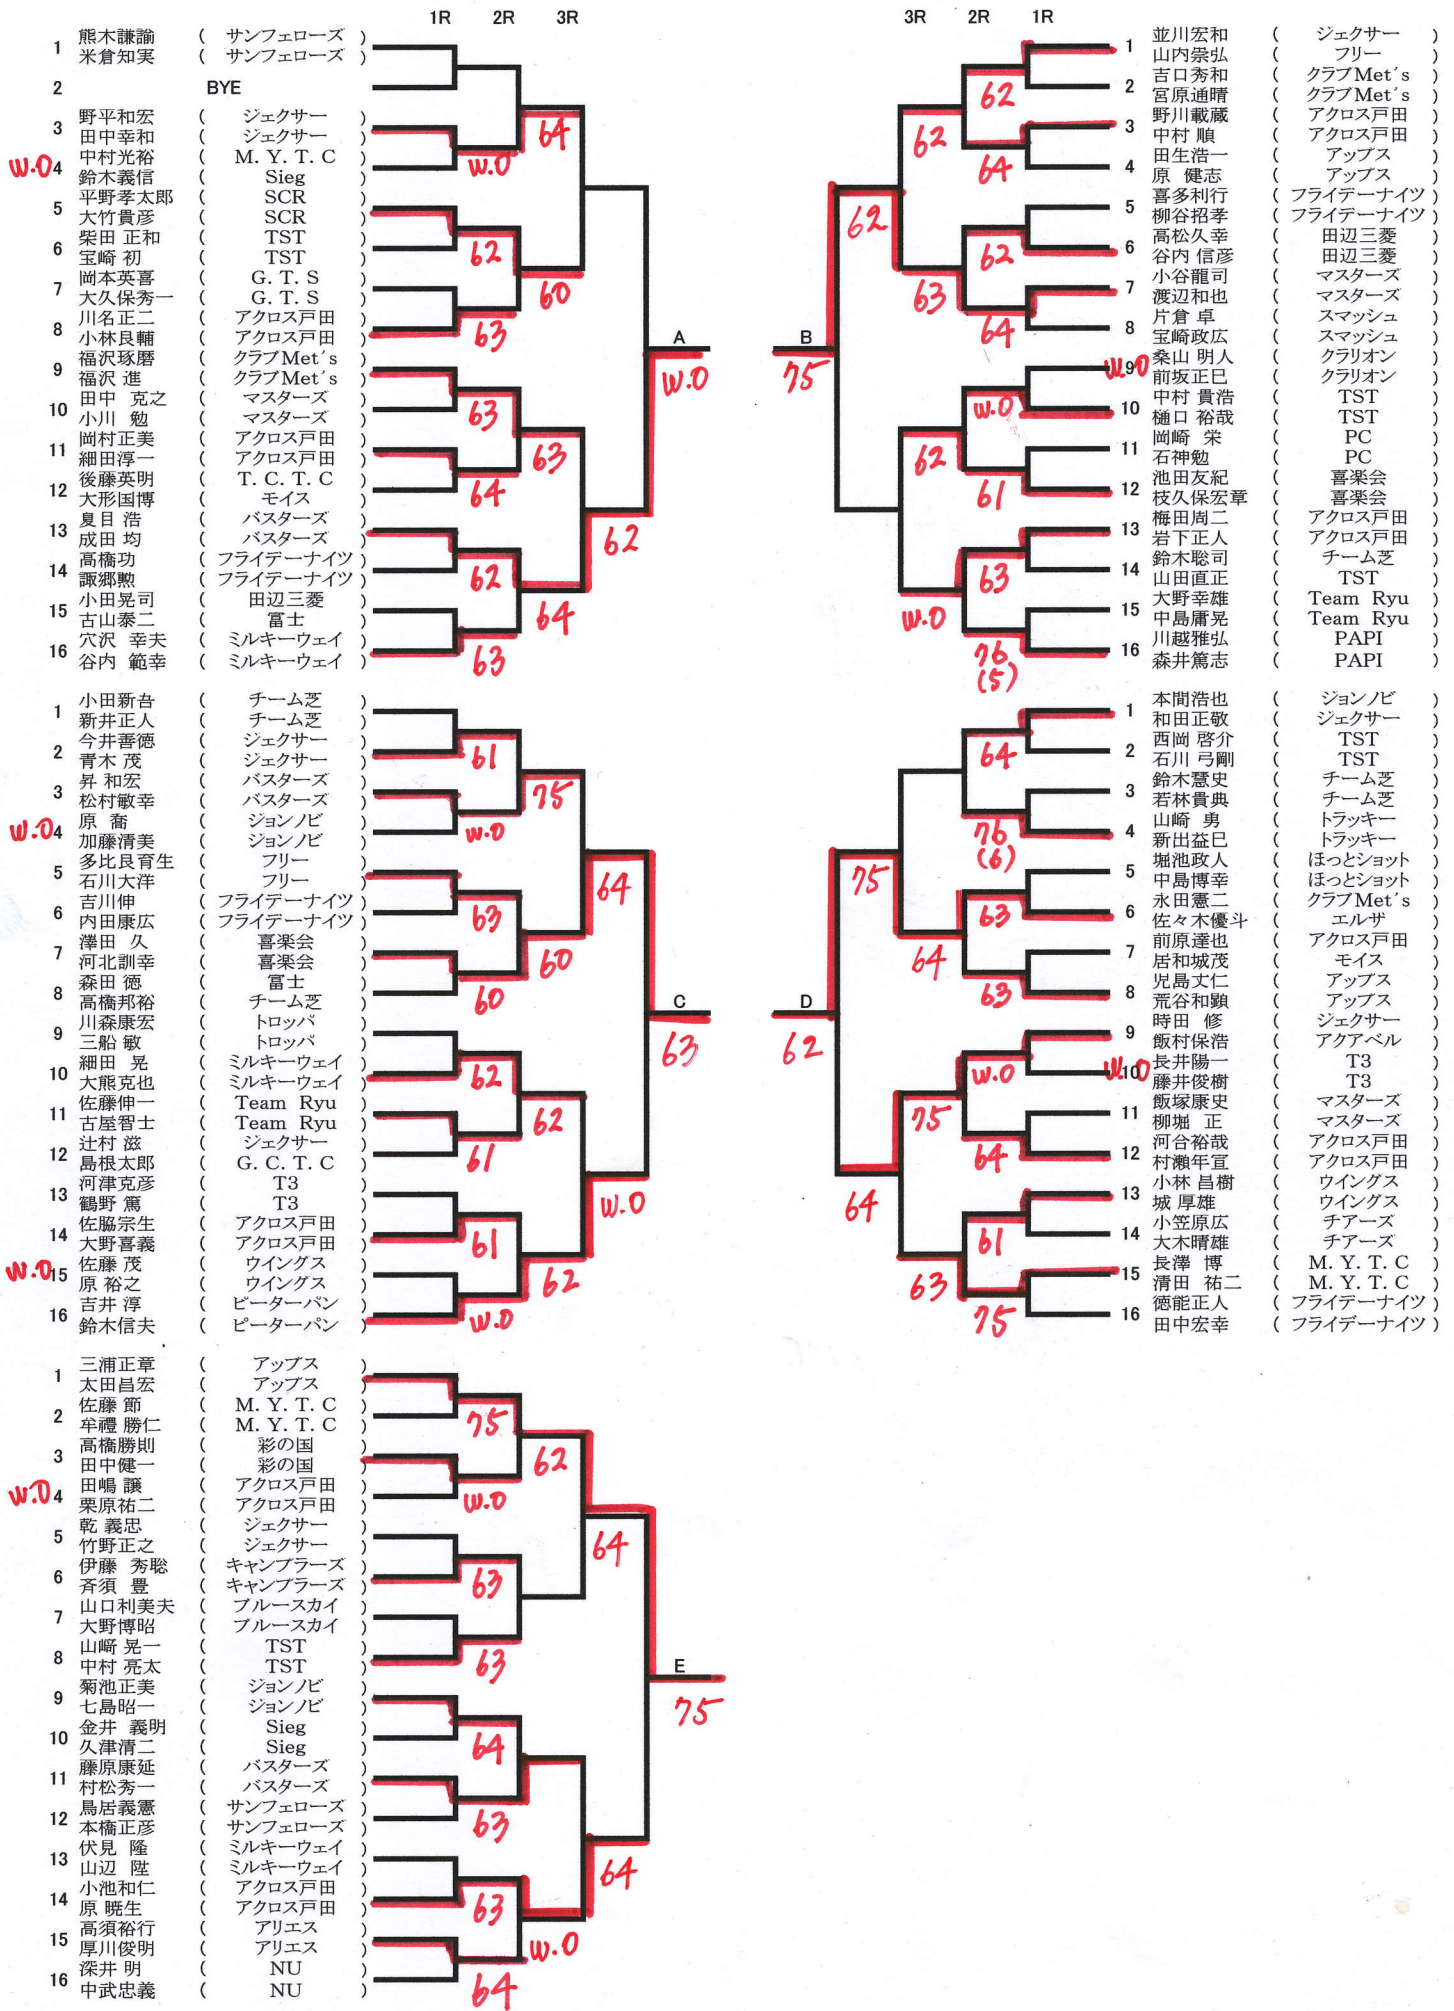 1R 2R 3R
熊木謙諭 ( サンフェローズ )
1
米倉知実 ( サンフェローズ )
2 BYE
野平和宏 ( ジェクサー )
3
田中幸和 ( ジェクサー )
中村光裕 ( M. Y. T. C )
W.O 4
鈴木義信 ( Sieg )
平野孝太郎 ( SCR )
5
大竹貴彦 ( SCR )
柴田 正和 ( TST )
6
宝崎 初 ( TST )
岡本英喜 ( G. T. S )
7
大久保秀一 ( G. T. S )
川名正二 ( アクロス戸田 )
8
小林良輔 ( アクロス戸田 )
福沢琢磨 ( クラブMet's )
9
福沢 進 ( クラブMet's )
田中 克之 ( マスターズ )
10
小川 勉 ( マスターズ )
岡村正美 ( アクロス戸田 )
11
細田淳一 ( アクロス戸田 )
後藤英明 ( T. C. T. C )
12
大形国博 ( モイス )
夏目 浩 ( バスターズ )
13
成田 均 ( バスターズ )
高橋功 ( フライデーナイツ )
14
諏郷勲 ( フライデーナイツ )
小田晃司 ( 田辺三菱 )
15
古山泰二 ( 冨士 )
穴沢 幸夫 ( ミルキーウェイ )
16
谷内 範幸 ( ミルキーウェイ )
W.O
62
63
63
64
62
63
64
60
63
64
62
A
W.O
3R 2R 1R
並川宏和 ( ジェクサー )
1
山内崇弘 ( フリー )
吉口秀和 ( クラブMet's )
2
宮原通晴 ( クラブMet's )
野川載蔵 ( アクロス戸田 )
3
中村 順 ( アクロス戸田 )
田生浩一 ( アップス )
4
原 健志 ( アップス )
喜多利行 ( フライデーナイツ )
5
柳谷招孝 ( フライデーナイツ )
高松久幸 ( 田辺三菱 )
6
谷内 信彦 ( 田辺三菱 )
小谷龍司 ( マスターズ )
7
渡辺和也 ( マスターズ )
片倉 卓 ( スマッシュ )
8
宝崎政広 ( スマッシュ )
桑山 明人 ( クラリオン )
W.O 9
前坂正巳 ( クラリオン )
中村 貴浩 ( TST )
10
樋口 裕哉 ( TST )
岡崎 栄 ( PC )
11
石神勉 ( PC )
池田友紀 ( 喜楽会 )
12
枝久保宏章 ( 喜楽会 )
梅田周二 ( アクロス戸田 )
13
岩下正人 ( アクロス戸田 )
鈴木聡司 ( チーム芝 )
14
山田直正 ( TST )
大野幸雄 ( Team Ryu )
15
中島庸晃 ( Team Ryu )
川越雅弘 ( PAPI )
16
森井篤志 ( PAPI )
62
64
62
64
W.O
61
63
76
(5)
62
63
62
W.O
62
B
75
小田新吾 ( チーム芝 )
1
新井正人 ( チーム芝 )
今井善徳 ( ジェクサー )
2
青木 茂 ( ジェクサー )
昇 和宏 ( バスターズ )
3
松村敏幸 ( バスターズ )
原 喬 ( ジョンノビ )
W.O 4
加藤清美 ( ジョンノビ )
多比良育生 ( フリー )
5
石川大洋 ( フリー )
吉川伸 ( フライデーナイツ )
6
内田康広 ( フライデーナイツ )
澤田 久 ( 喜楽会 )
7
河北訓幸 ( 喜楽会 )
森田 徳 ( 冨士 )
8
高橋邦裕 ( チーム芝 )
川森康宏 ( トロッパ )
9
三船 敏 ( トロッパ )
細田 晃 ( ミルキーウェイ )
10
大熊克也 ( ミルキーウェイ )
佐藤伸一 ( Team Ryu )
11
古屋智士 ( Team Ryu )
辻村 滋 ( ジェクサー )
12
島根太郎 ( G. C. T. C )
河津克彦 ( T3 )
13
鶴野 篤 ( T3 )
佐脇宗生 ( アクロス戸田 )
14
大野喜義 ( アクロス戸田 )
佐藤 茂 ( ウイングス )
W.O 15
原 裕之 ( ウイングス )
吉井 淳 ( ピーターパン )
16
鈴木信夫 ( ピーターパン )
61
W.O
63
60
62
61
61
W.O
75
60
62
62
64
W.O
C
63
本間浩也 ( ジョンノビ )
1
和田正敬 ( ジェクサー )
西岡 啓介 ( TST )
2
石川 弓剛 ( TST )
鈴木慧史 ( チーム芝 )
3
若林貴典 ( チーム芝 )
山崎 勇 ( トラッキー )
4
新出益巳 ( トラッキー )
堀池政人 ( ほっとショット )
5
中島博幸 ( ほっとショット )
永田憲二 ( クラブMet's )
6
佐々木優斗 ( エルザ )
前原達也 ( アクロス戸田 )
7
居和城茂 ( モイス )
児島文仁 ( アップス )
8
荒谷和顕 ( アップス )
時田 修 ( ジェクサー )
9
飯村保浩 ( アクアベル )
長井陽一 ( T3 )
W.O 10
藤井俊樹 ( T3 )
飯塚康史 ( マスターズ )
11
柳堀 正 ( マスターズ )
河合裕哉 ( アクロス戸田 )
12
村瀬年宣 ( アクロス戸田 )
小林 昌樹 ( ウイングス )
13
城 厚雄 ( ウイングス )
小笠原広 ( チアーズ )
14
大木晴雄 ( チアーズ )
長澤 博 ( M. Y. T. C )
15
清田 祐二 ( M. Y. T. C )
徳能正人 ( フライデーナイツ )
16
田中宏幸 ( フライデーナイツ )
64
76
(6)
63
63
W.O
64
61
75
64
75
63
75
64
D
62
三浦正章 ( アップス )
1
太田昌宏 ( アップス )
佐藤 節 ( M. Y. T. C )
2
牟禮 勝仁 ( M. Y. T. C )
高橋勝則 ( 彩の国 )
3
田中健一 ( 彩の国 )
田嶋 譲 ( アクロス戸田 )
W.O 4
栗原祐二 ( アクロス戸田 )
乾 義忠 ( ジェクサー )
5
竹野正之 ( ジェクサー )
伊藤 秀聡 ( キャンブラーズ )
6
斉須 豊 ( キャンブラーズ )
山口利美夫 ( ブルースカイ )
7
大野博昭 ( ブルースカイ )
山﨑 晃一 ( TST )
8
中村 亮太 ( TST )
菊池正美 ( ジョンノビ )
9
七島昭一 ( ジョンノビ )
金井 義明 ( Sieg )
10
久津清二 ( Sieg )
藤原康延 ( バスターズ )
11
村松秀一 ( バスターズ )
鳥居義憲 ( サンフェローズ )
12
本橋正彦 ( サンフェローズ )
伏見 隆 ( ミルキーウェイ )
13
山辺 陞 ( ミルキーウェイ )
小池和仁 ( アクロス戸田 )
14
原 暁生 ( アクロス戸田 )
高須裕行 ( アリエス )
15
厚川俊明 ( アリエス )
深井 明 ( NU )
16
中武忠義 ( NU )
75
W.O
63
63
64
63
63
64
62
W.O
64
64
E
75